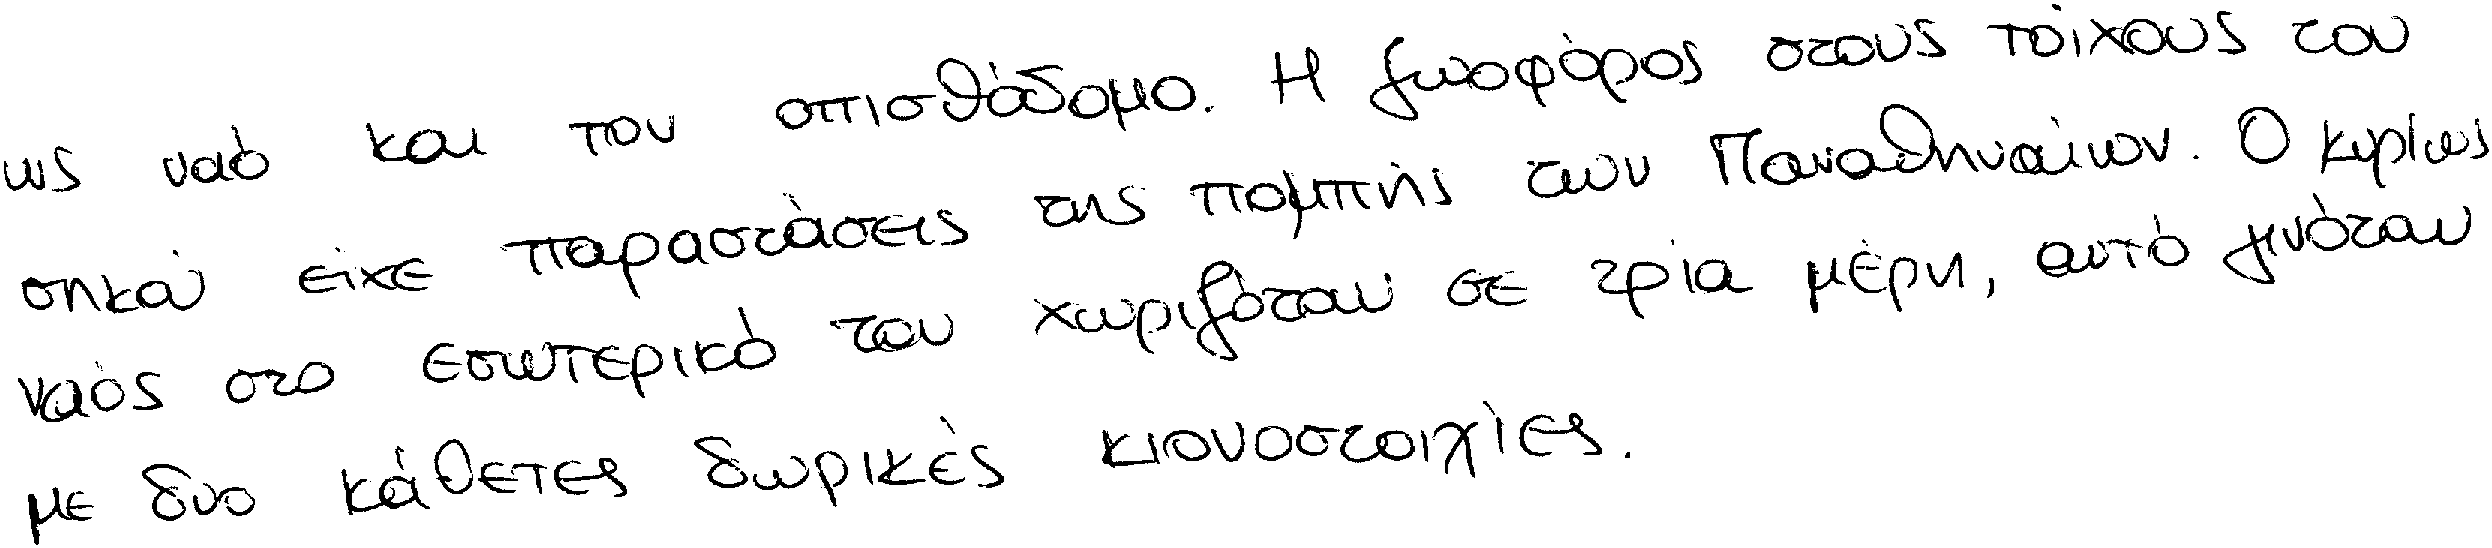 ως ναό και τον οπισθόδομο. Η ζωοφόρος στους τοίχους του
σηκού είχε παραστάσεις της πομπής των Παναθηναίων. Ο κυρίως
ναός στο εσωτερικό του χωριζόταν σε τρία μέρη, αυτό γινόταν
με δυο κάθετες δωρικές κιονοστοιχίες.